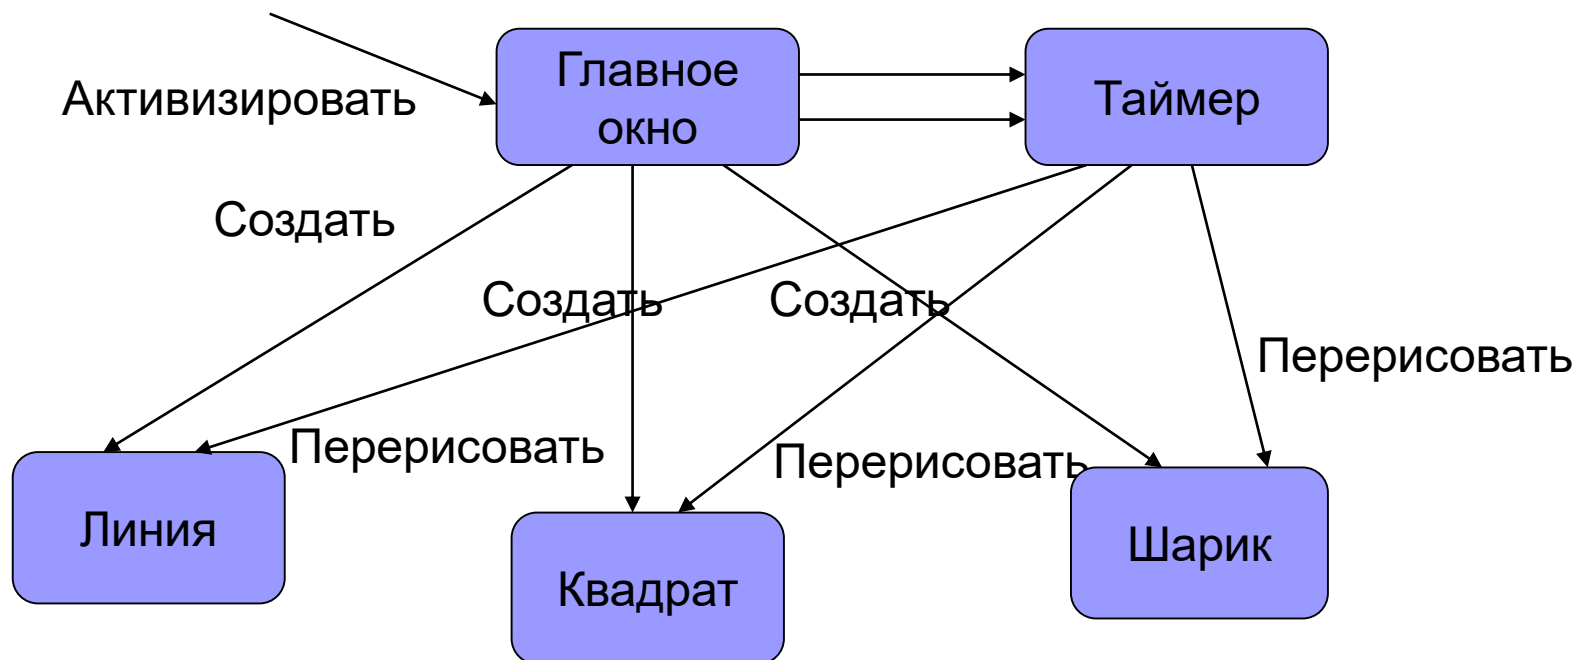 Главное
окно
Таймер
Активизировать
Создать
Создать
Создать
Перерисовать
Перерисовать
Перерисовать
Линия
Квадрат
Шарик